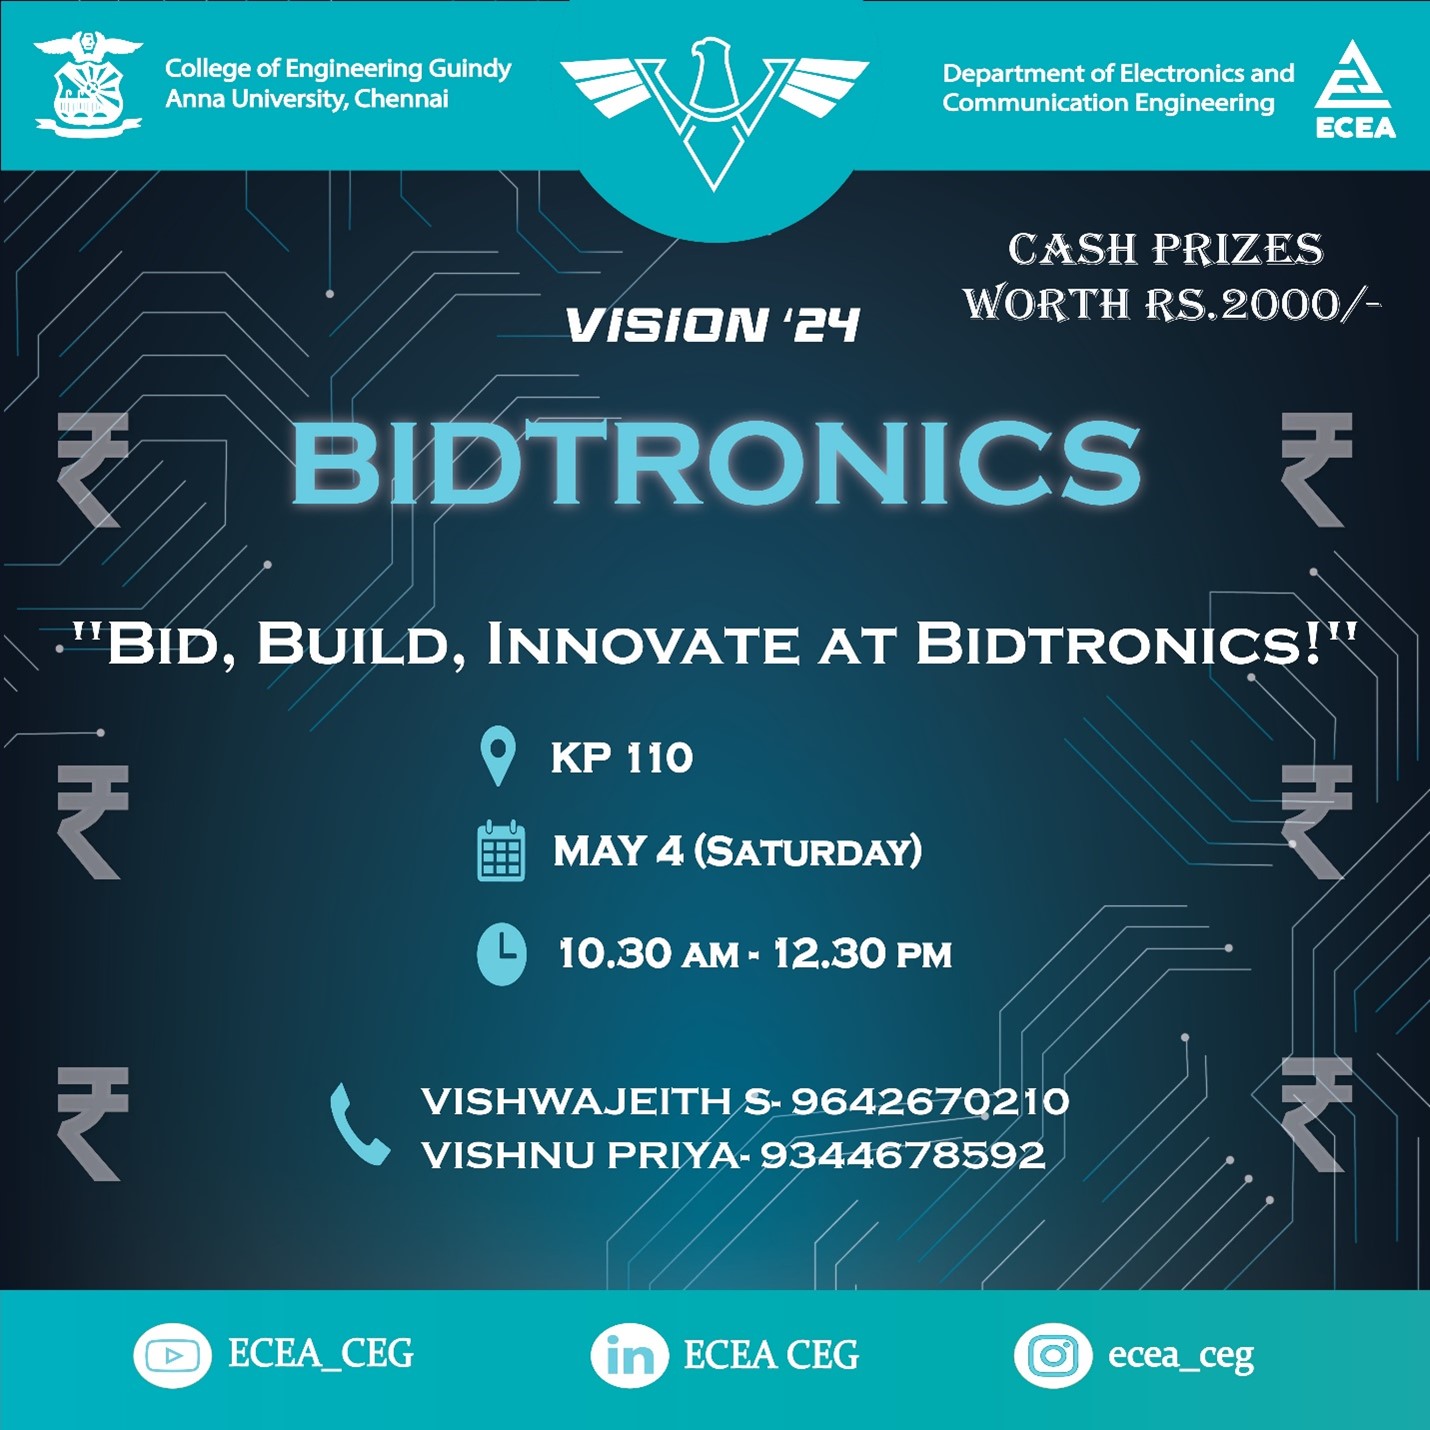 College of Engineering Guindy
Anna University, Chennai
Department of Electronics and
Communication Engineering
ECEA
CASH PRIZES
WORTH RS.2000/-
VISION '24
BIDTRONICS
"BID, BUILD, INNOVATE AT BIDTRONICS!"
KP 110
MAY 4 (SATURDAY)
10.30 AM - 12.30 PM
VISHWAJEITH S- 9642670210
VISHNU PRIYA- 9344678592
ECEA_CEG
in ECEA CEG
ecea_ceg